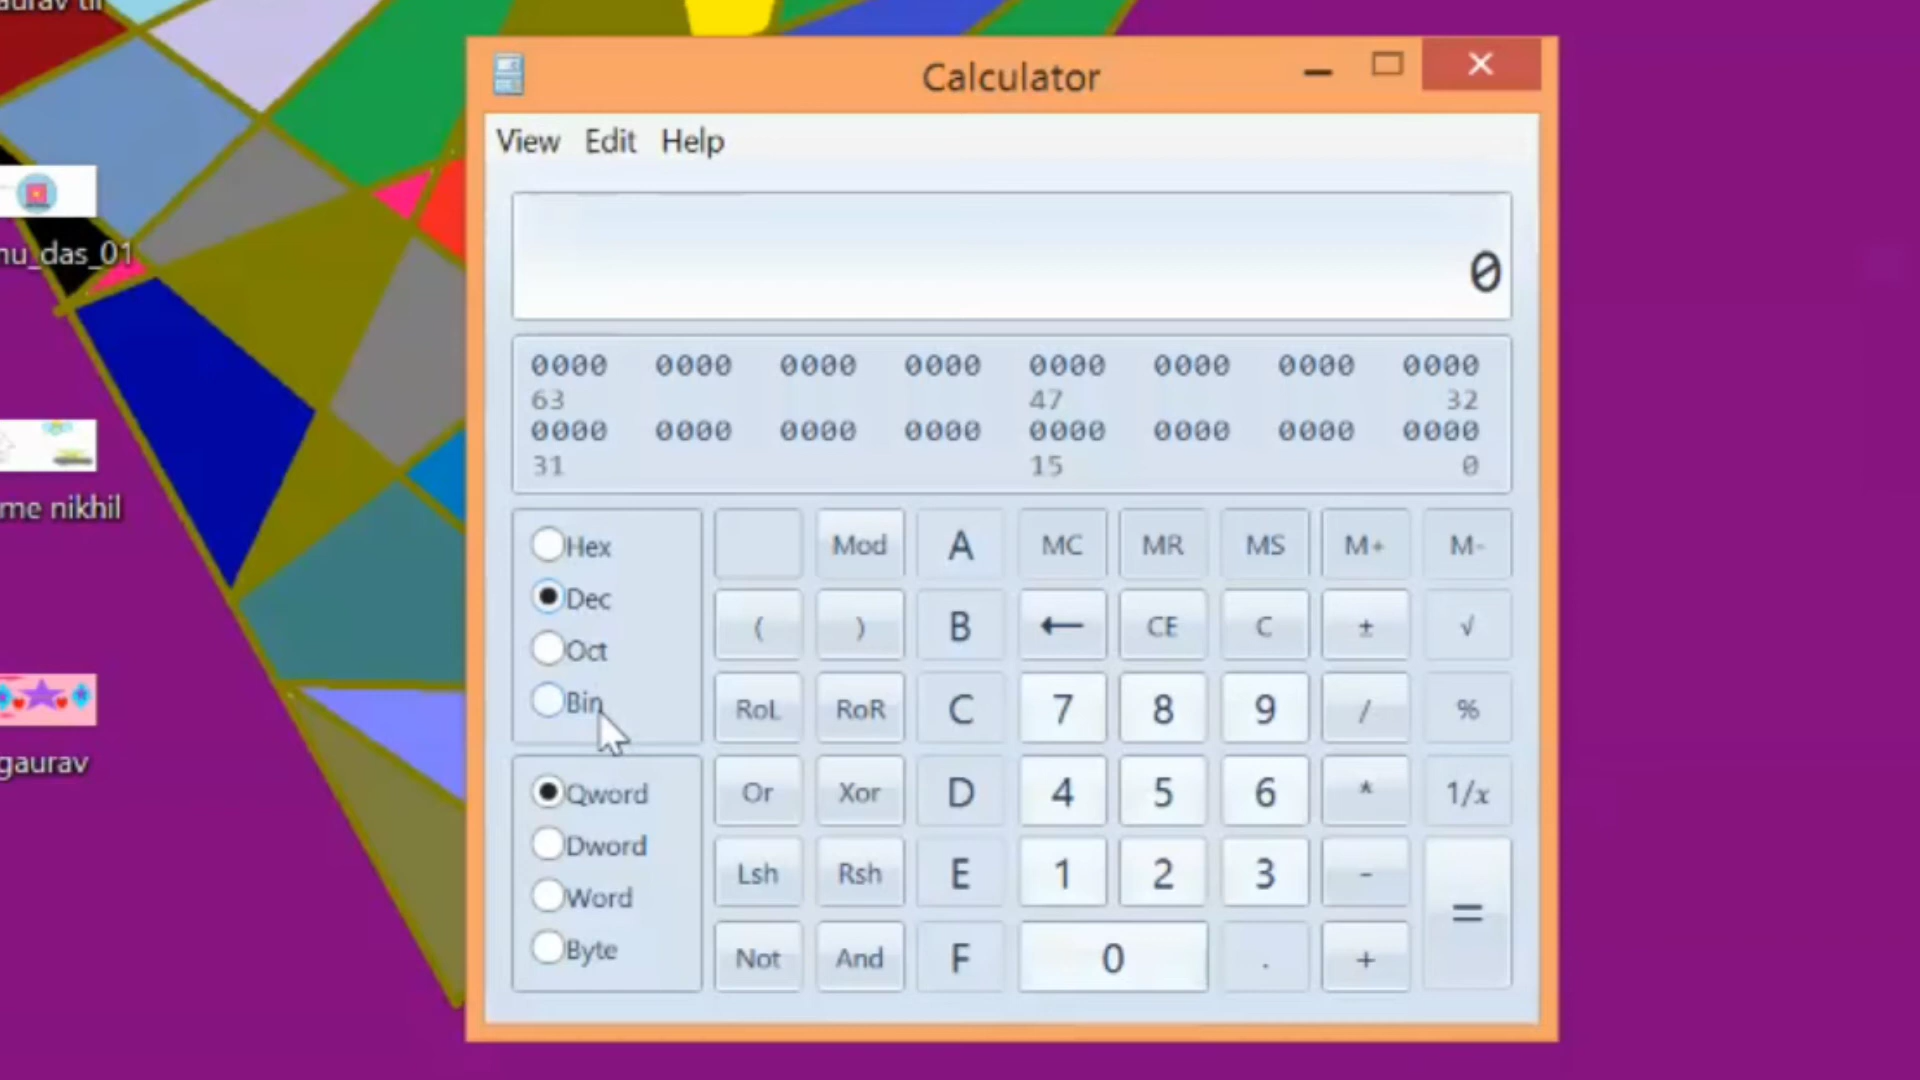 Calculator
View Edit Help
0
0000 0000 0000 0000 0000 0000 0000 0000
63 47 32
0000 0000 0000 0000 0000 0000 0000 0000
31 15 0
Hex Mod A MC MR MS M+ M-
Dec ( ) B ← CE C ± √
Oct
Bin RoL RoR C 7 8 9 / %
Qword Or Xor D 4 5 6 * 1/x
Dword
Word Lsh Rsh E 1 2 3 - =
Byte Not And F 0 . +
nu_das_01
me nikhil
gaurav